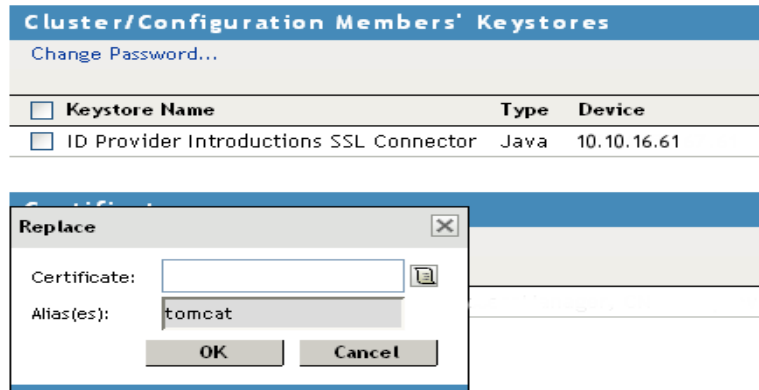 Cluster/Configuration Members' Keystores
Change Password...
Keystore Name Type Device
ID Provider Introductions SSL Connector Java 10.10.16.61
Replace
Certificate:
Alias(es): tomcat
OK Cancel